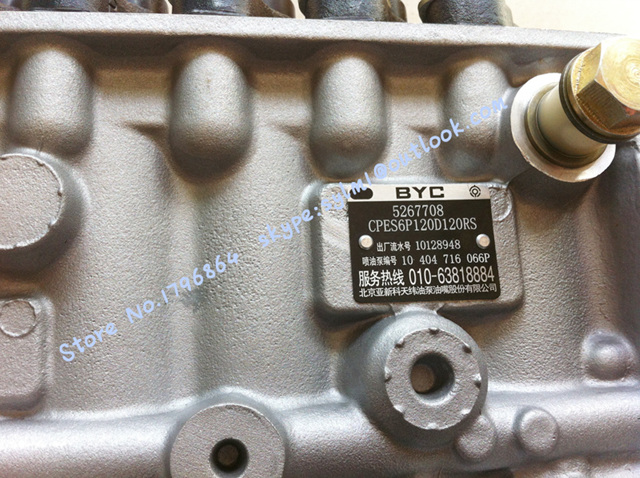 BYC
5267708
CPES6P120D120RS
出厂流水号 10128948
喷油泵编号 10 404 716 066P
服务热线 010-63818884
北京亚新科天纬油泵油嘴股份有限公司
Store No.1796864